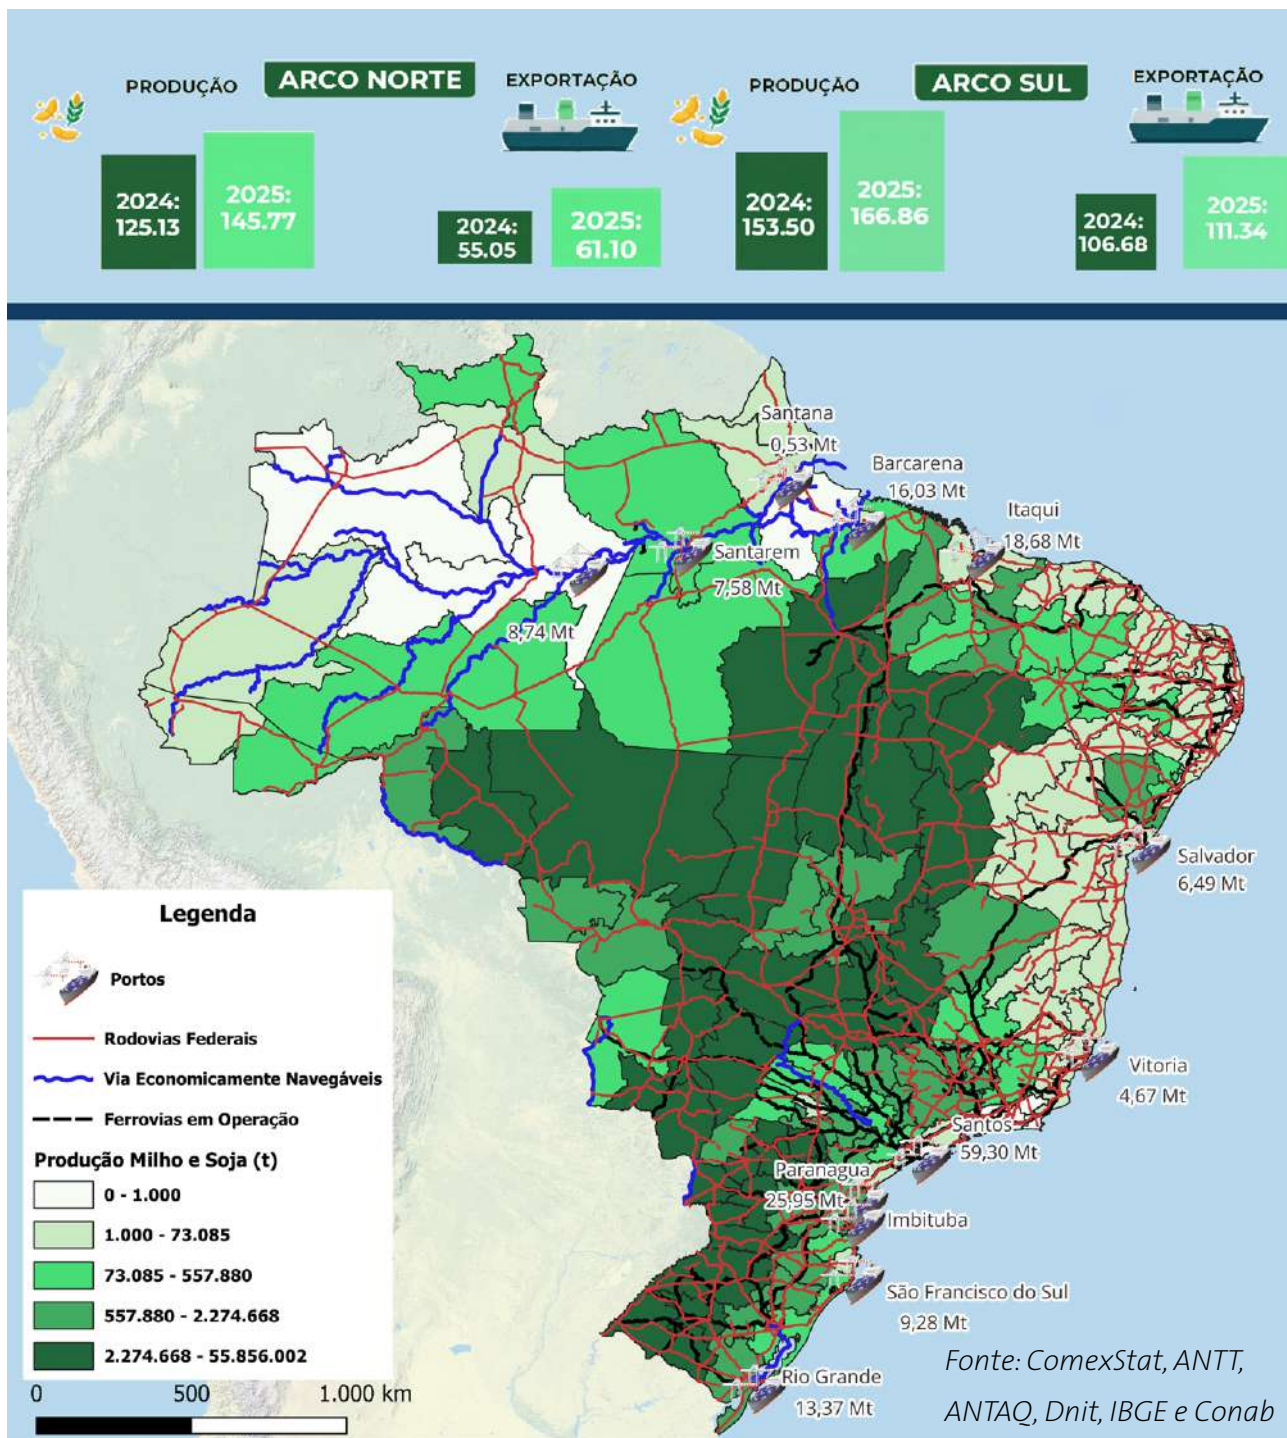 PRODUÇÃO
ARCO NORTE
EXPORTAÇÃO
2024:
125.13
2025:
145.77
2024:
55.05
2025:
61.10
PRODUÇÃO
ARCO SUL
EXPORTAÇÃO
2024:
153.50
2025:
166.86
2024:
106.68
2025:
111.34
Santana
0,53 Mt
Barcarena
16,03 Mt
Itaqui
18,68 Mt
Santarem
7,58 Mt
8,74 Mt
Salvador
6,49 Mt
Vitoria
4,67 Mt
Santos
59,30 Mt
Paranagua
25,95 Mt
Imbituba
São Francisco do Sul
9,28 Mt
Rio Grande
13,37 Mt
Legenda
Portos
Rodovias Federais
Via Economicamente Navegáveis
Ferrovias em Operação
Produção Milho e Soja (t)
0 - 1.000
1.000 - 73.085
73.085 - 557.880
557.880 - 2.274.668
2.274.668 - 55.856.002
0 500 1.000 km
Fonte: ComexStat, ANTT,
ANTAQ, Dnit, IBGE e Conab